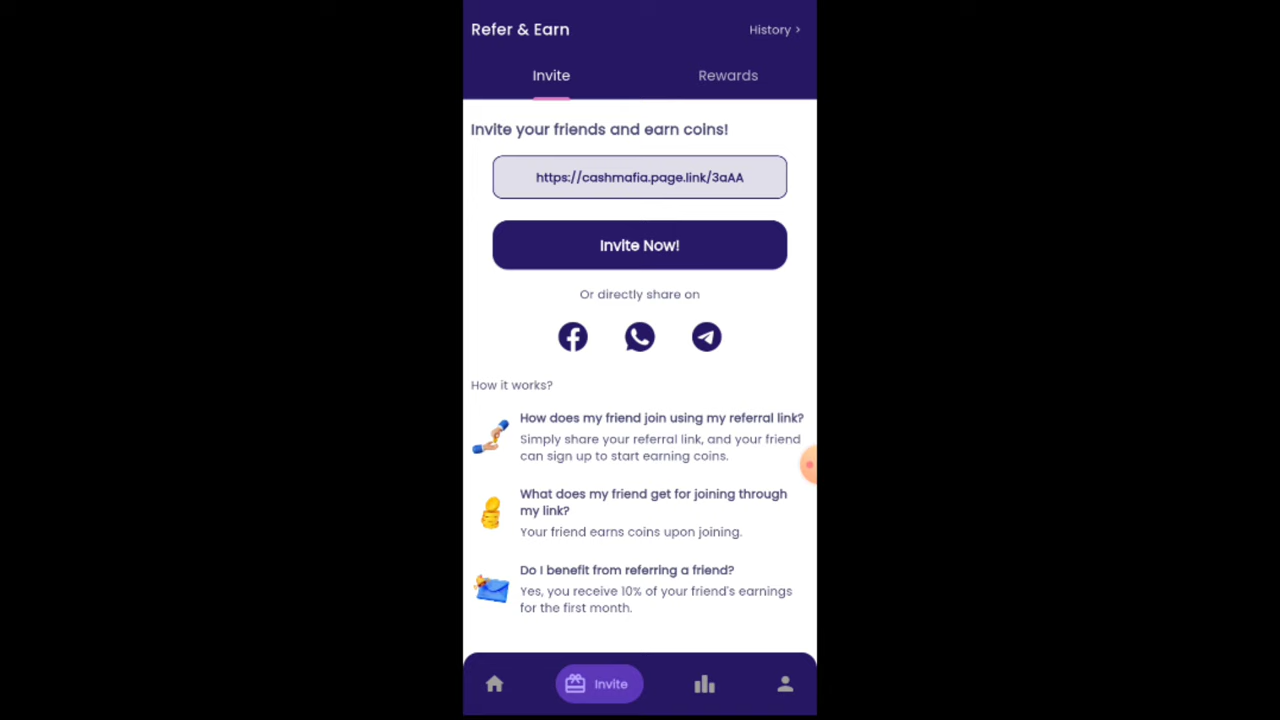 Refer & Earn
History >
Invite
Rewards
Invite your friends and earn coins!
https://cashmafia.page.link/3aAA
Invite Now!
Or directly share on
How it works?
How does my friend join using my referral link?
Simply share your referral link, and your friend
can sign up to start earning coins.
What does my friend get for joining through
my link?
Your friend earns coins upon joining.
Do I benefit from referring a friend?
Yes, you receive 10% of your friend's earnings
for the first month.
Invite